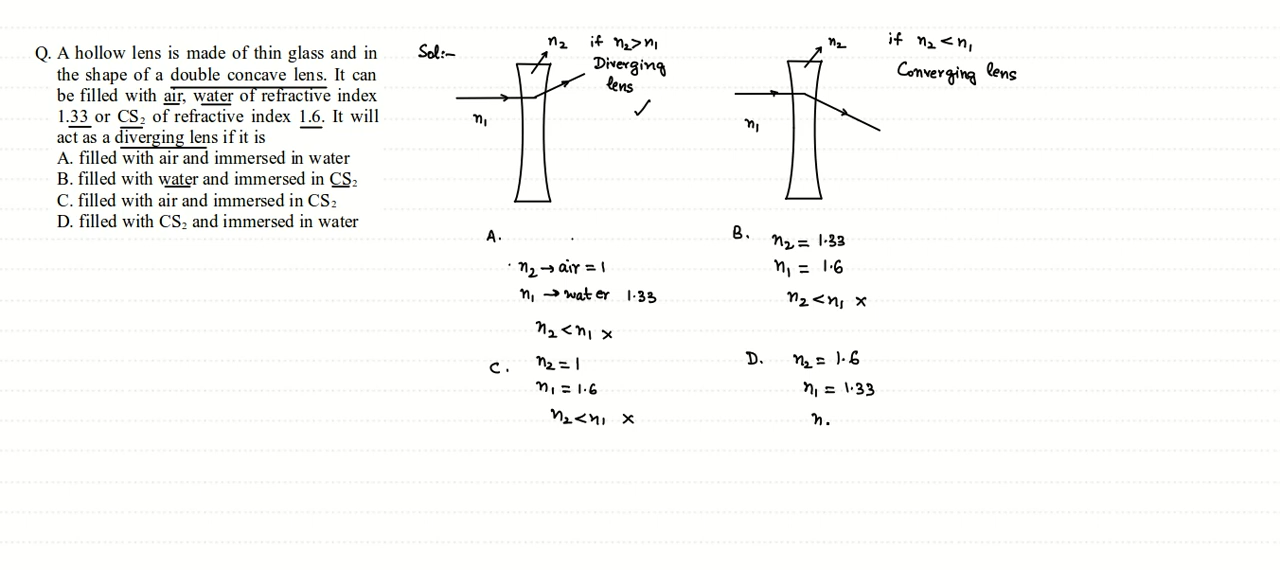 Q. A hollow lens is made of thin glass and in
the shape of a double concave lens. It can
be filled with air, water of refractive index
1.33 or CS₂ of refractive index 1.6. It will
act as a diverging lens if it is
A. filled with air and immersed in water
B. filled with water and immersed in CS₂
C. filled with air and immersed in CS₂
D. filled with CS₂ and immersed in water
Sol:-
n₂ if n₂>n₁
Diverging
lens
✓
n₁
n₂ if n₂<n₁
Converging lens
n₁
A.
n₂→air=1
n₁→water 1.33
n₂<n₁ ×
B. n₂= 1.33
n₁ = 1.6
n₂<n₁ ×
C. n₂=1
n₁=1.6
n₂<n₁ ×
D. n₂= 1.6
n₁ = 1.33
n.